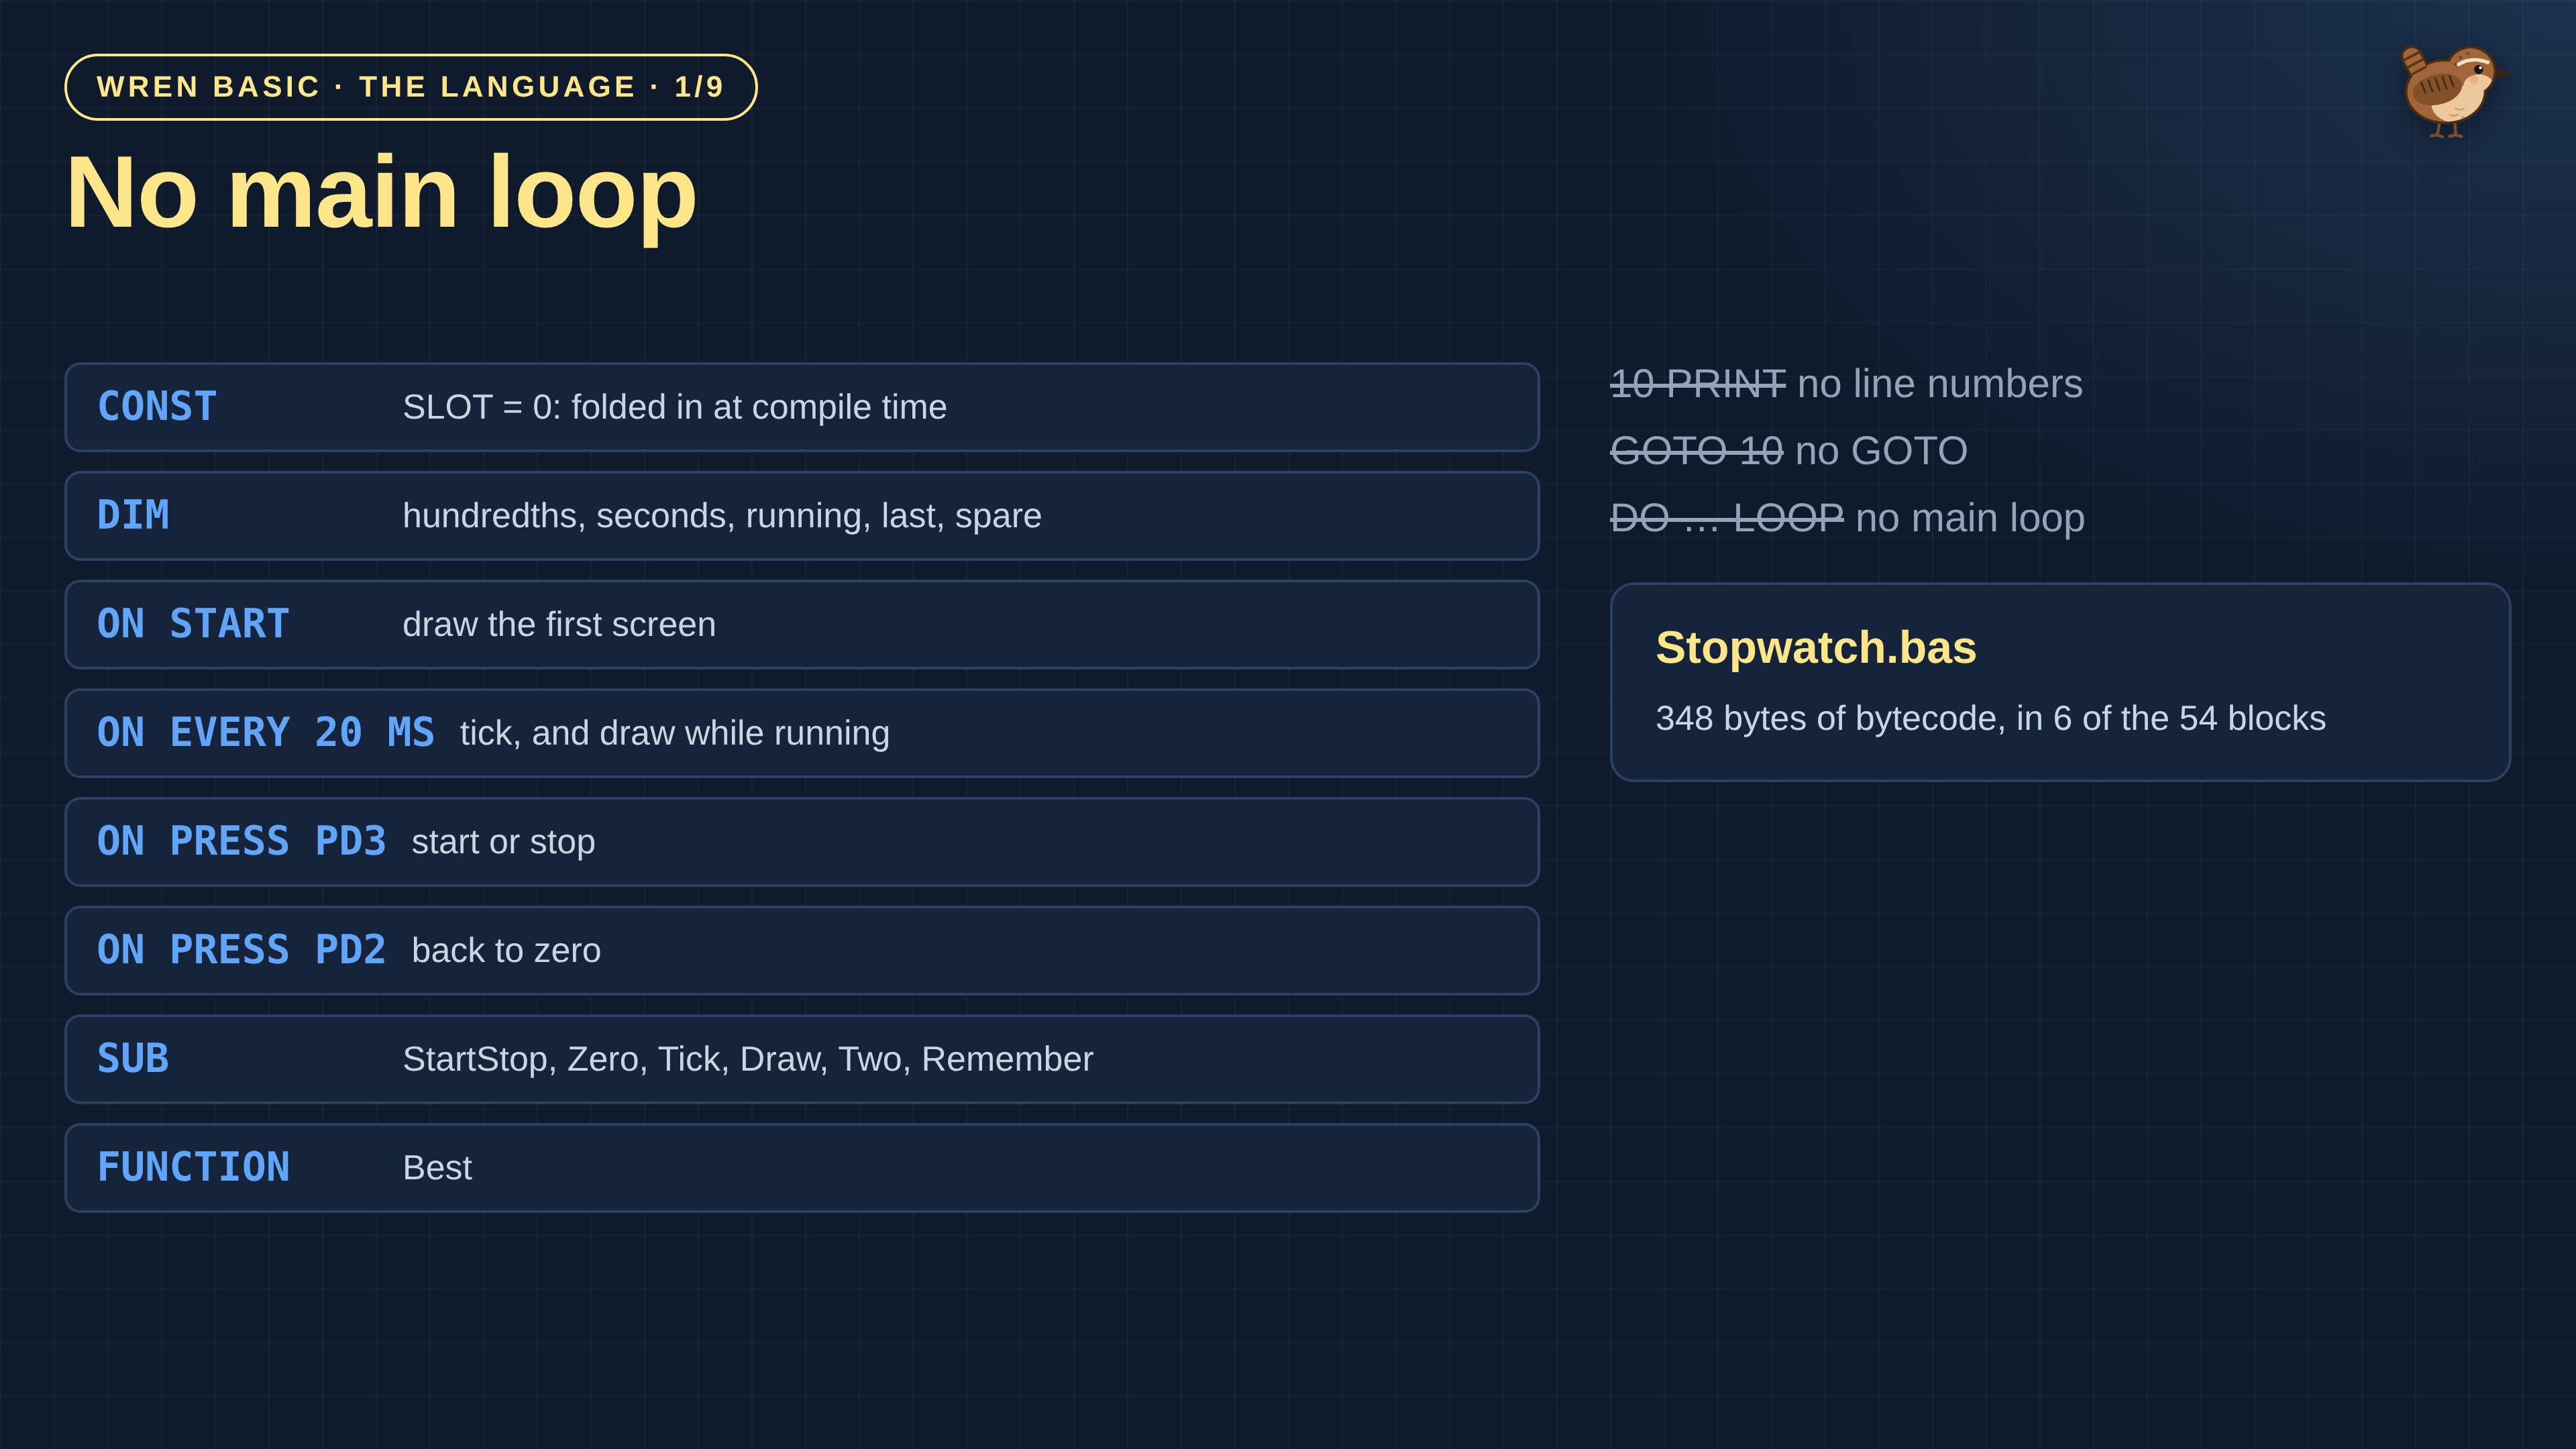 WREN BASIC · THE LANGUAGE · 1/9
No main loop
CONST SLOT = 0: folded in at compile time
DIM hundredths, seconds, running, last, spare
ON START draw the first screen
ON EVERY 20 MS tick, and draw while running
ON PRESS PD3 start or stop
ON PRESS PD2 back to zero
SUB StartStop, Zero, Tick, Draw, Two, Remember
FUNCTION Best
10 PRINT no line numbers
GOTO 10 no GOTO
DO … LOOP no main loop
Stopwatch.bas
348 bytes of bytecode, in 6 of the 54 blocks